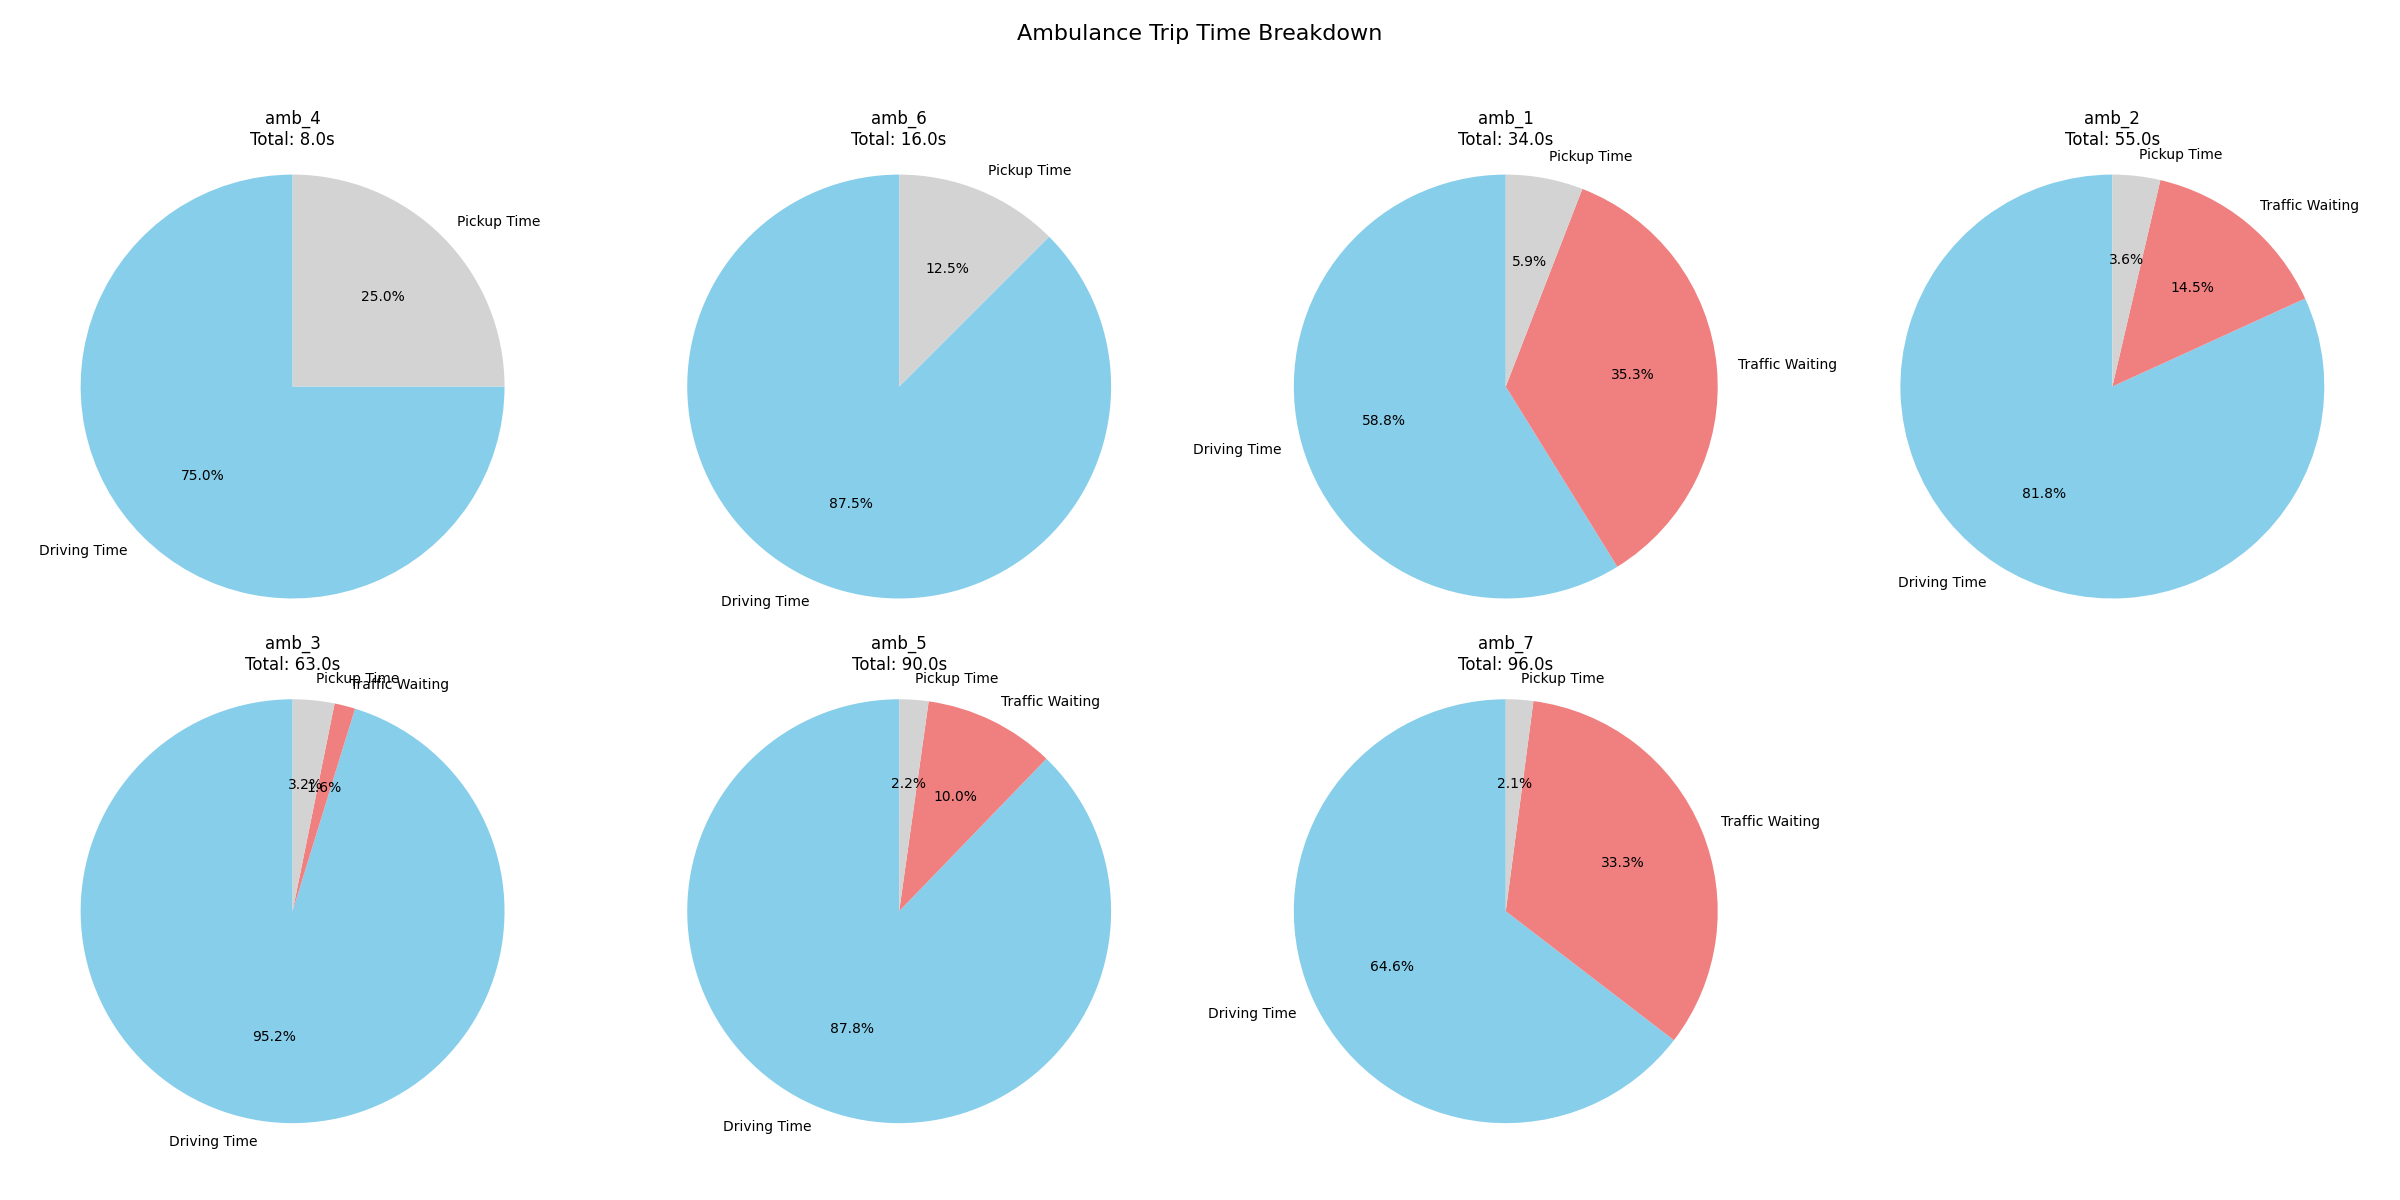 Ambulance Trip Time Breakdown
amb_4
Total: 8.0s
Pickup Time
25.0%
75.0%
Driving Time
amb_6
Total: 16.0s
Pickup Time
12.5%
87.5%
Driving Time
amb_1
Total: 34.0s
Pickup Time
5.9%
Traffic Waiting
35.3%
58.8%
Driving Time
amb_2
Total: 55.0s
Pickup Time
Traffic Waiting
3.6%
14.5%
81.8%
Driving Time
amb_3
Total: 63.0s
Pickup Time
Traffic Waiting
3.2%
1.6%
95.2%
Driving Time
amb_5
Total: 90.0s
Pickup Time
Traffic Waiting
2.2%
10.0%
87.8%
Driving Time
amb_7
Total: 96.0s
Pickup Time
2.1%
Traffic Waiting
33.3%
64.6%
Driving Time